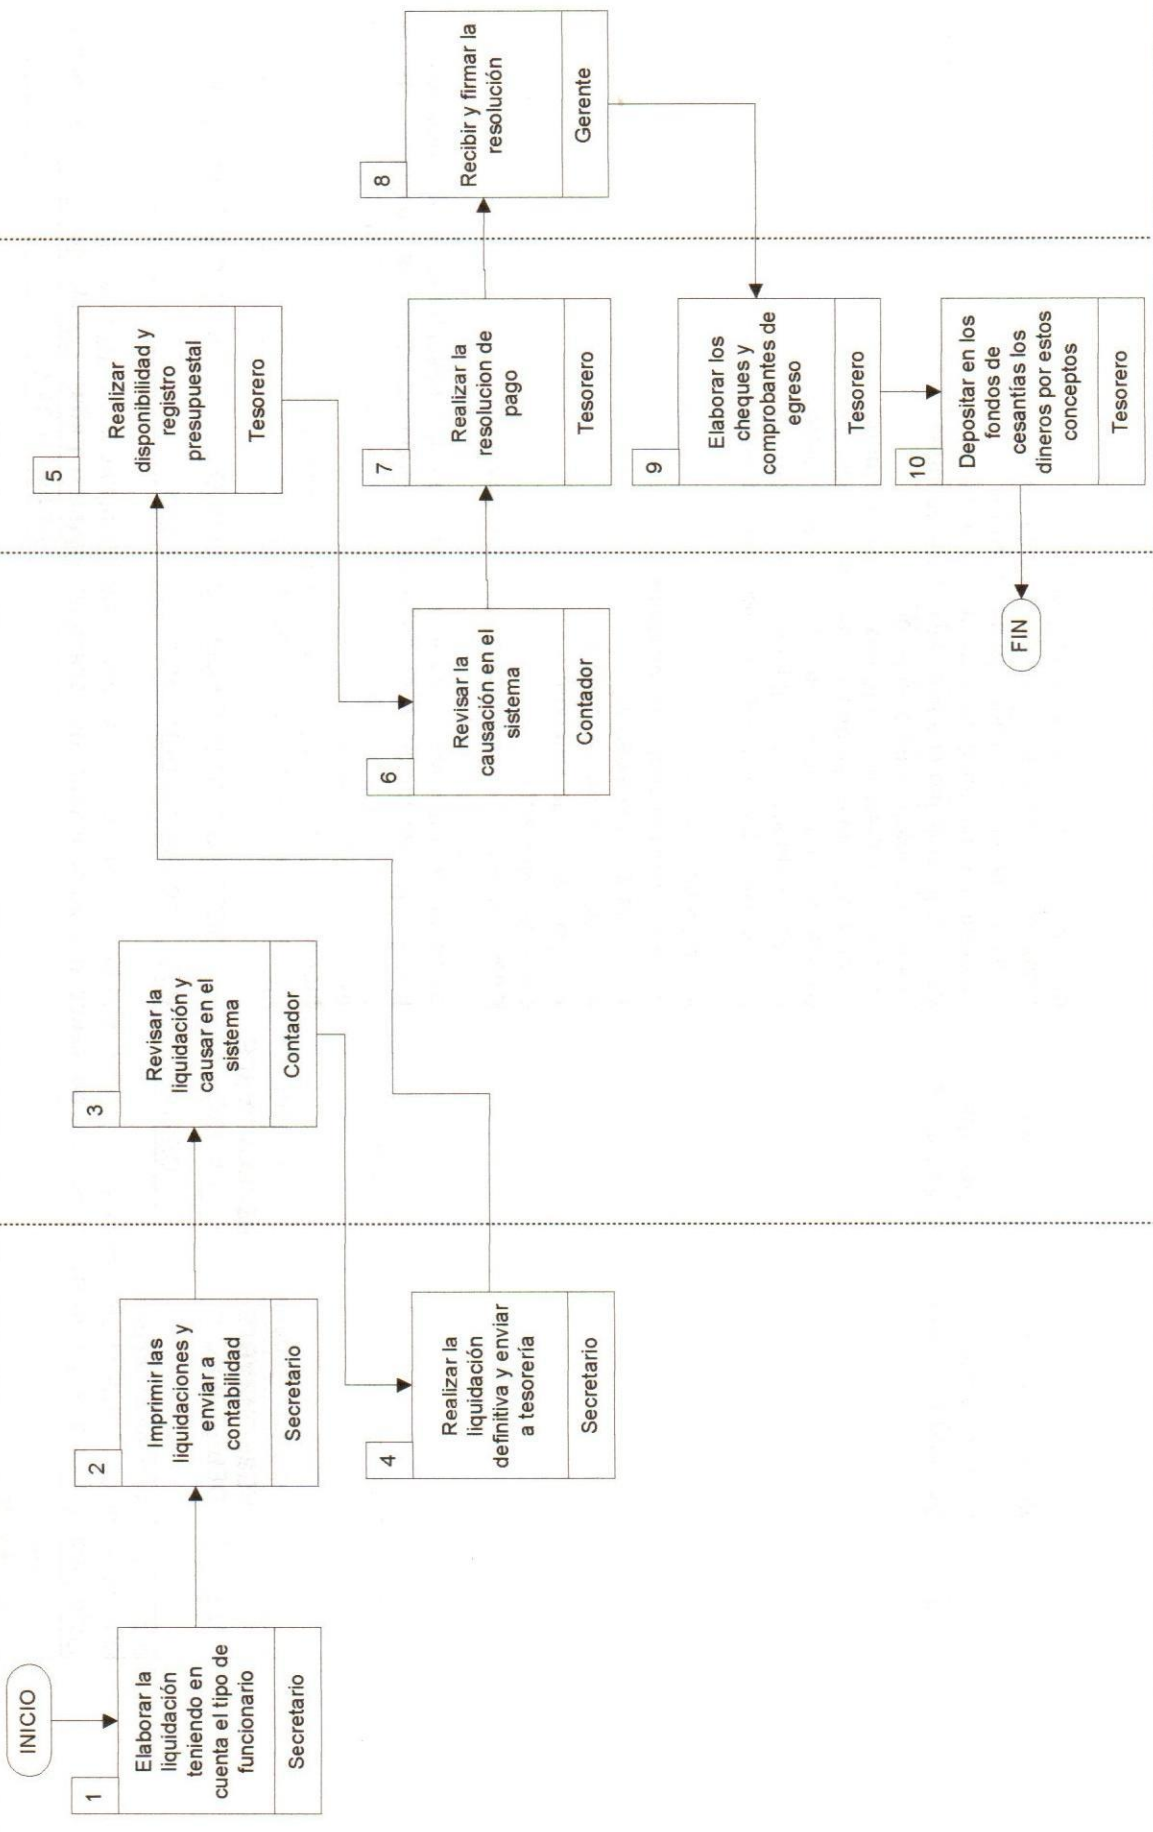 INICIO
1
Elaborar la
liquidación
teniendo en
cuenta el tipo de
funcionario
Secretario
2
Imprimir las
liquidaciones y
enviar a
contabilidad
Secretario
3
Revisar la
liquidación y
causar en el
sistema
Contador
4
Realizar la
liquidación
definitiva y enviar
a tesorería
Secretario
5
Realizar
disponibilidad y
registro
presupuestal
Tesorero
6
Revisar la
causación en el
sistema
Contador
7
Realizar la
resolucion de
pago
Tesorero
8
Recibir y firmar la
resolución
Gerente
9
Elaborar los
cheques y
comprobantes de
egreso
Tesorero
10
Depositar en los
fondos de
cesantías los
dineros por estos
conceptos
Tesorero
FIN